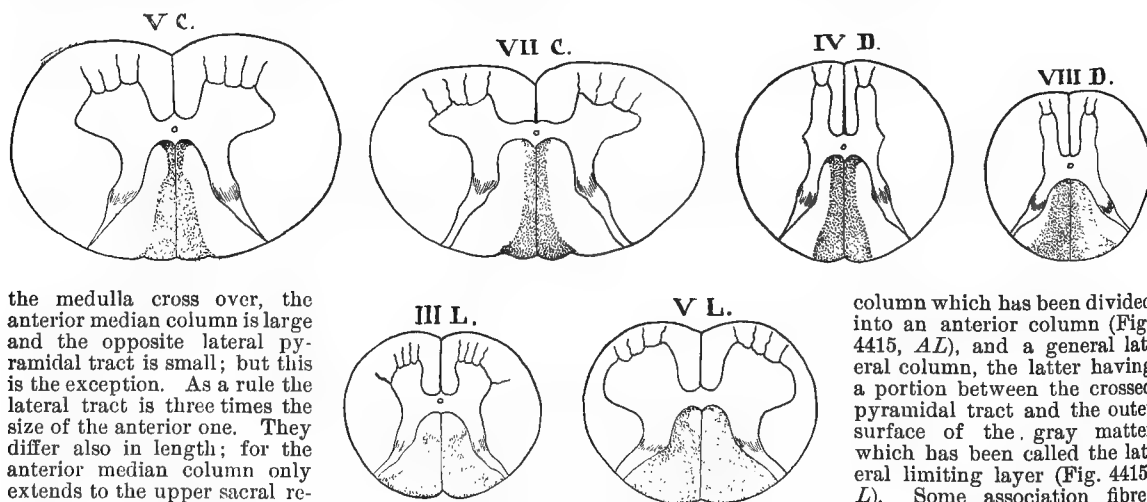 V C.
VII C.
IV D.
VIII D.
III L.
V L.
the medulla cross over, the
anterior median column is large
and the opposite lateral py-
ramidal tract is small; but this
is the exception. As a rule the
lateral tract is three times the
size of the anterior one. They
differ also in length; for the
anterior median column only
extends to the upper sacral re-
column which has been divided
into an anterior column (Fig
4415, AL), and a general lat
eral column, the latter having
a portion between the crossed
pyramidal tract and the outer
surface of the gray matter
which has been called the lat
eral limiting layer (Fig. 4415
L). Some association fibre